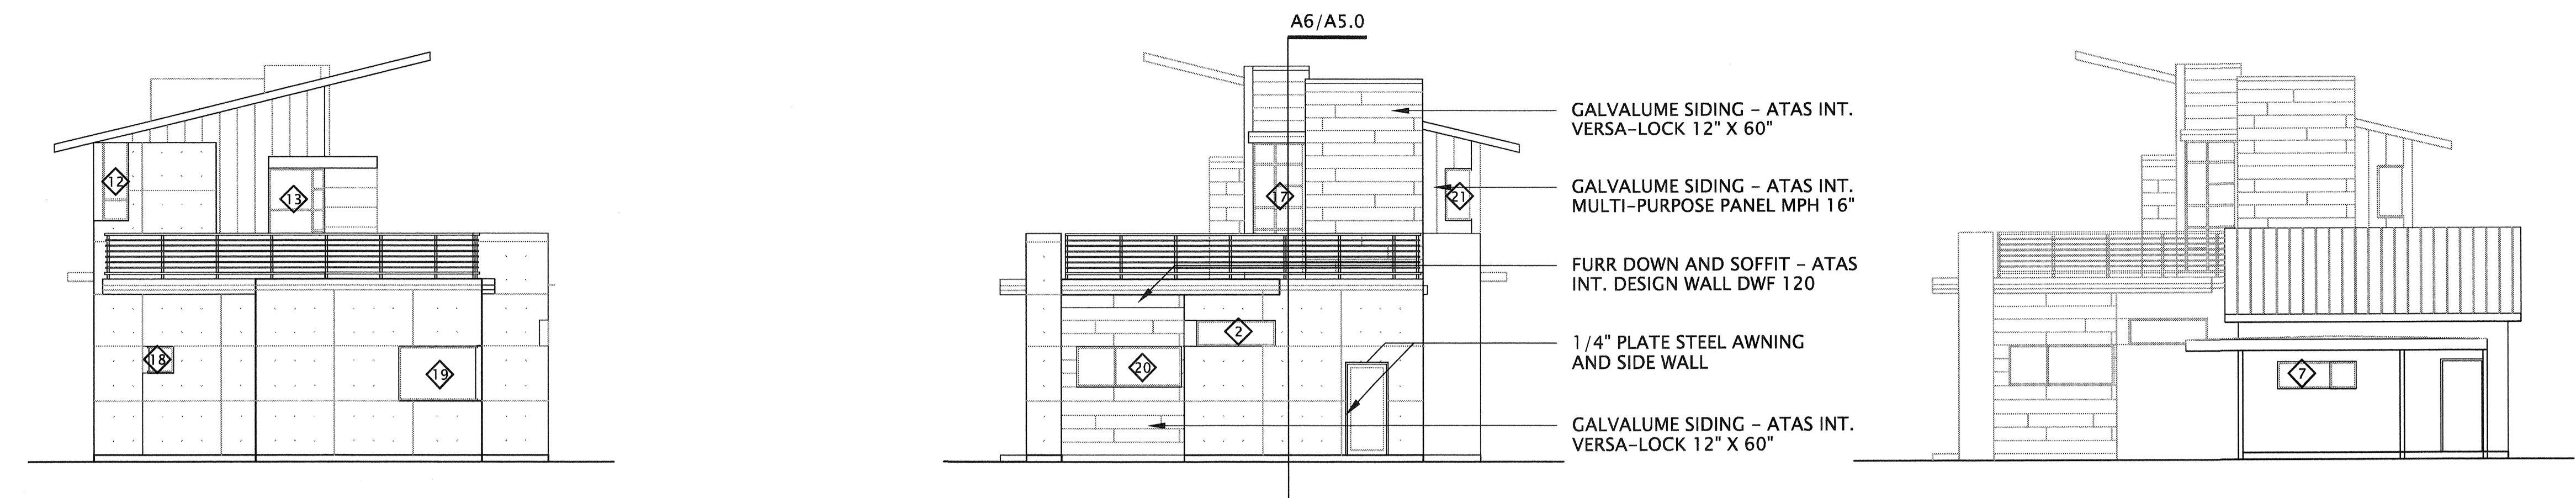 A6/A5.0
12
13
18
19
17
21
2
20
GALVALUME SIDING - ATAS INT.
VERSA-LOCK 12" X 60"
GALVALUME SIDING - ATAS INT.
MULTI-PURPOSE PANEL MPH 16"
FURR DOWN AND SOFFIT - ATAS
INT. DESIGN WALL DWF 120
1/4" PLATE STEEL AWNING
AND SIDE WALL
GALVALUME SIDING - ATAS INT.
VERSA-LOCK 12" X 60"
7